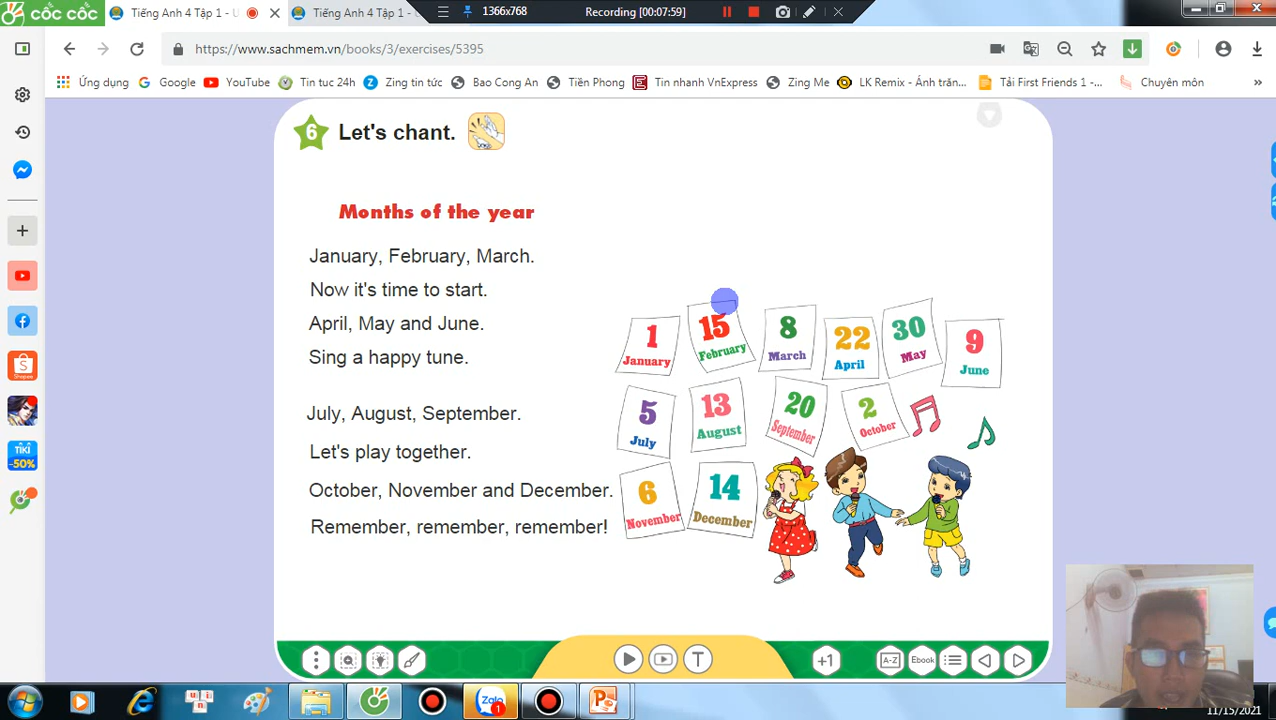 cốc cốc
Tiếng Anh 4 Tập 1 - U
Tiếng Anh 4 Tập 1 -
1366x768
Recording [00:07:59]
https://www.sachmem.vn/books/3/exercises/5395
Ứng dụng
Google
YouTube
Tin tuc 24h
Zing tin tức
Bao Cong An
Tiền Phong
Tin nhanh VnExpress
Zing Me
LK Remix - Ánh trăn...
Tải First Friends 1 -...
Chuyên môn
»
6 Let's chant.
Months of the year
January, February, March.
Now it's time to start.
April, May and June.
Sing a happy tune.
July, August, September.
Let's play together.
October, November and December.
Remember, remember, remember!
1
January
15
February
8
March
22
April
30
May
9
June
5
July
13
August
20
September
2
October
6
November
14
December
Shopee
TIKI
-50%
T
+1
A-Z
Ebook
u i
n
Zalo
1
11/15/2021